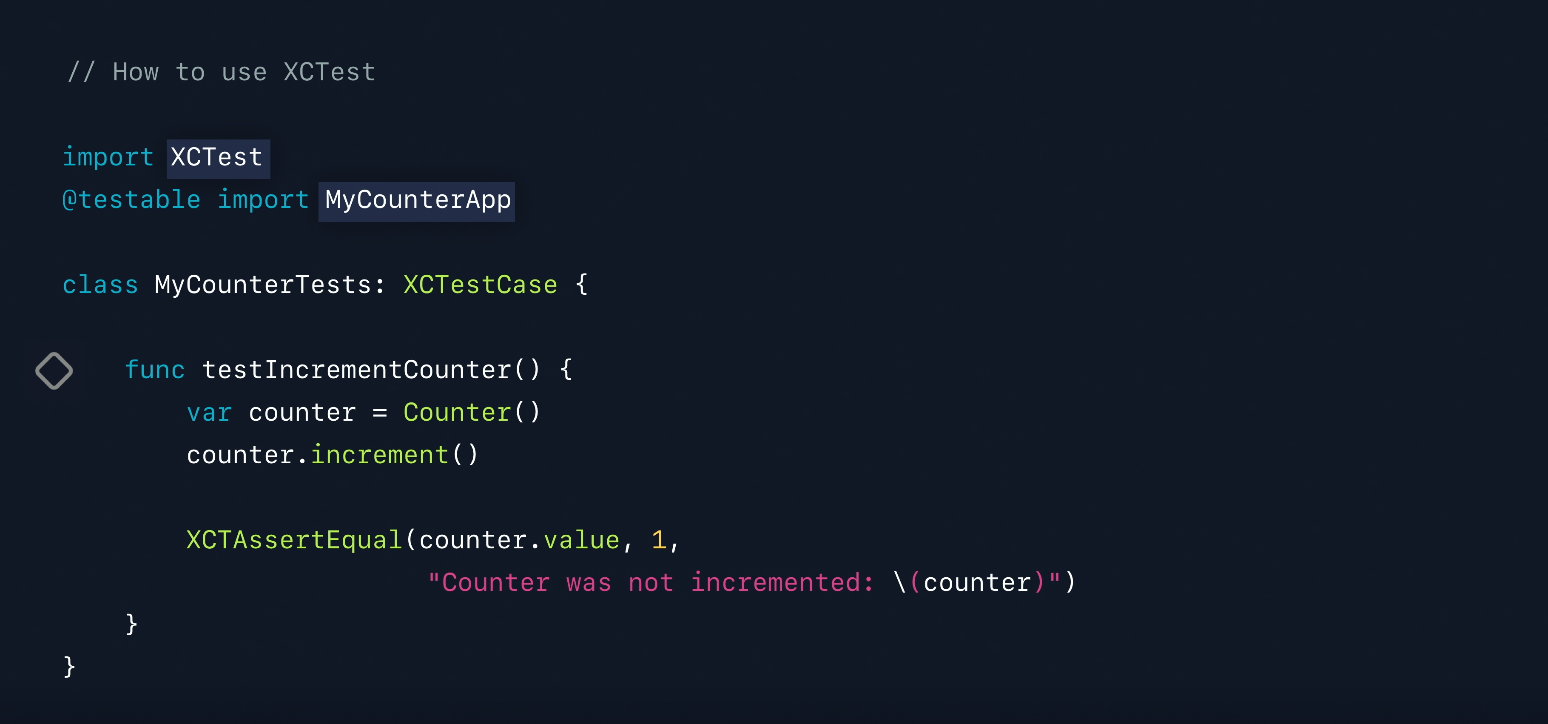 // How to use XCTest
import XCTest
@testable import MyCounterApp
class MyCounterTests: XCTestCase {
func testIncrementCounter() {
var counter = Counter()
counter.increment()
XCTAssertEqual(counter.value, 1,
"Counter was not incremented: \(counter)")
}
}